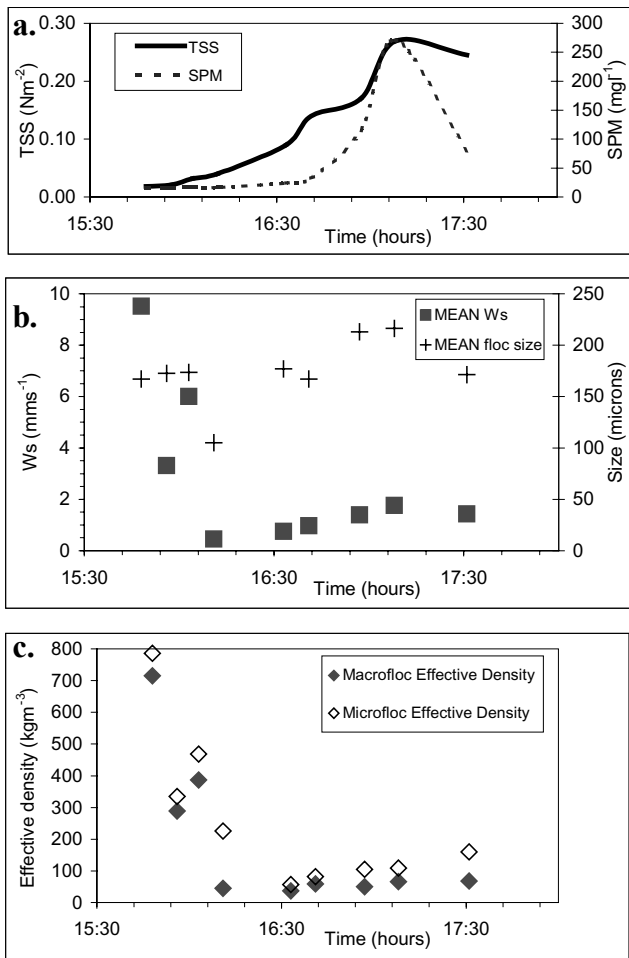 a.
TSS
SPM
0.30
0.20
0.10
0.00
TSS (Nm-2)
300
250
200
150
100
50
0
SPM (mgl-1)
15:30
16:30
17:30
Time (hours)
b.
MEAN Ws
MEAN floc size
10
8
6
4
2
0
Ws (mms-1)
250
200
150
100
50
0
Size (microns)
15:30
16:30
17:30
Time (hours)
c.
Macrofloc Effective Density
Microfloc Effective Density
800
700
600
500
400
300
200
100
0
Effective density (kgm-3)
15:30
16:30
17:30
Time (hours)